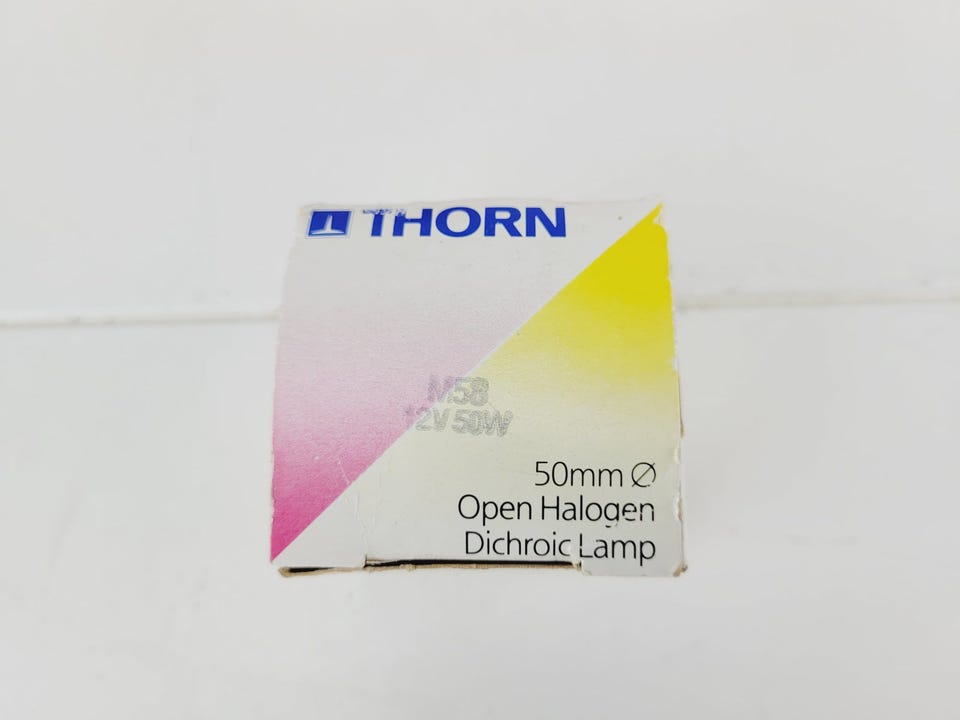 THORN
M58
12V 50W
50mm Ø
Open Halogen
Dichroic Lamp